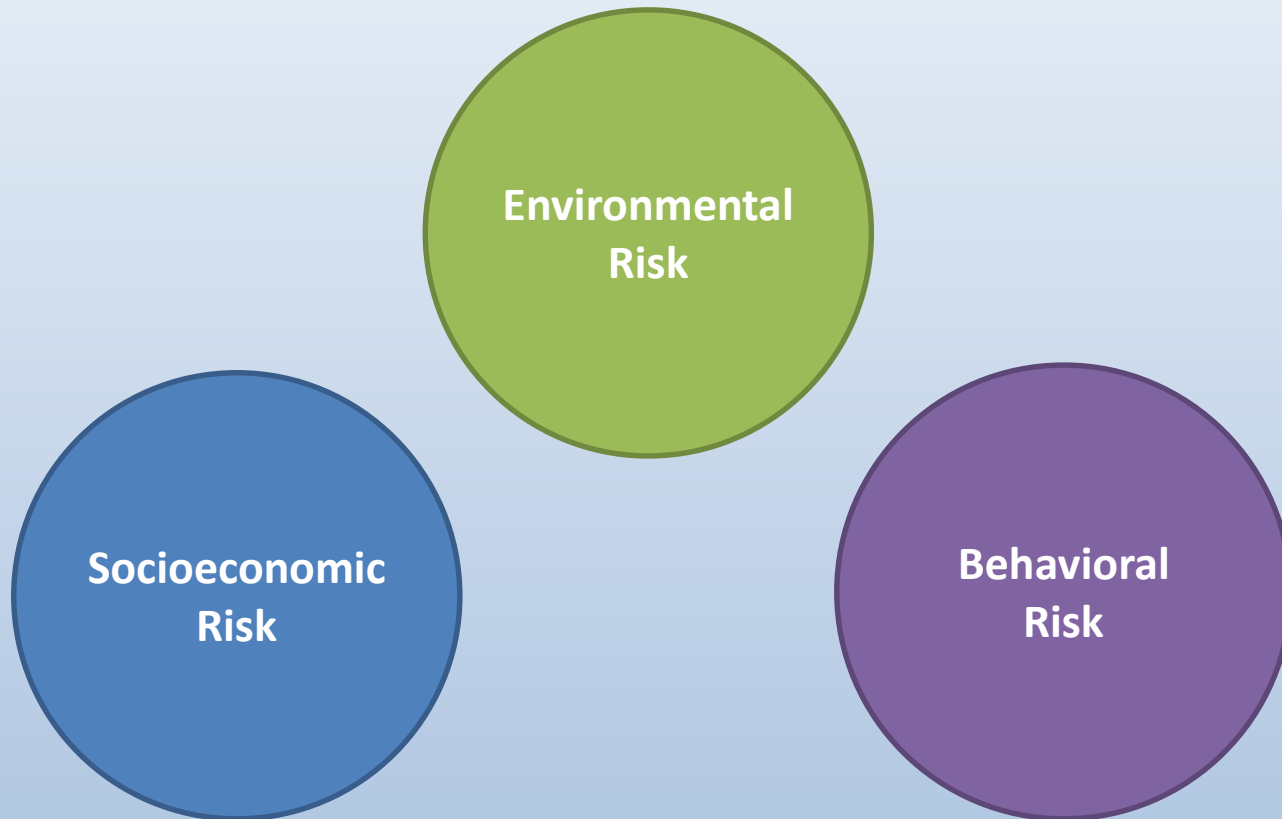 Environmental
Risk
Socioeconomic
Risk
Behavioral
Risk